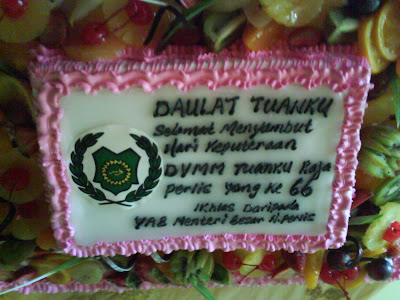 DAULAT TUANKU
Selamat Menyambut
Hari Keputeraan
DYMM TUANKU Raja
Perlis yang Ke 66
Ikhlas Daripada
YAB Menteri Besar N. Perlis